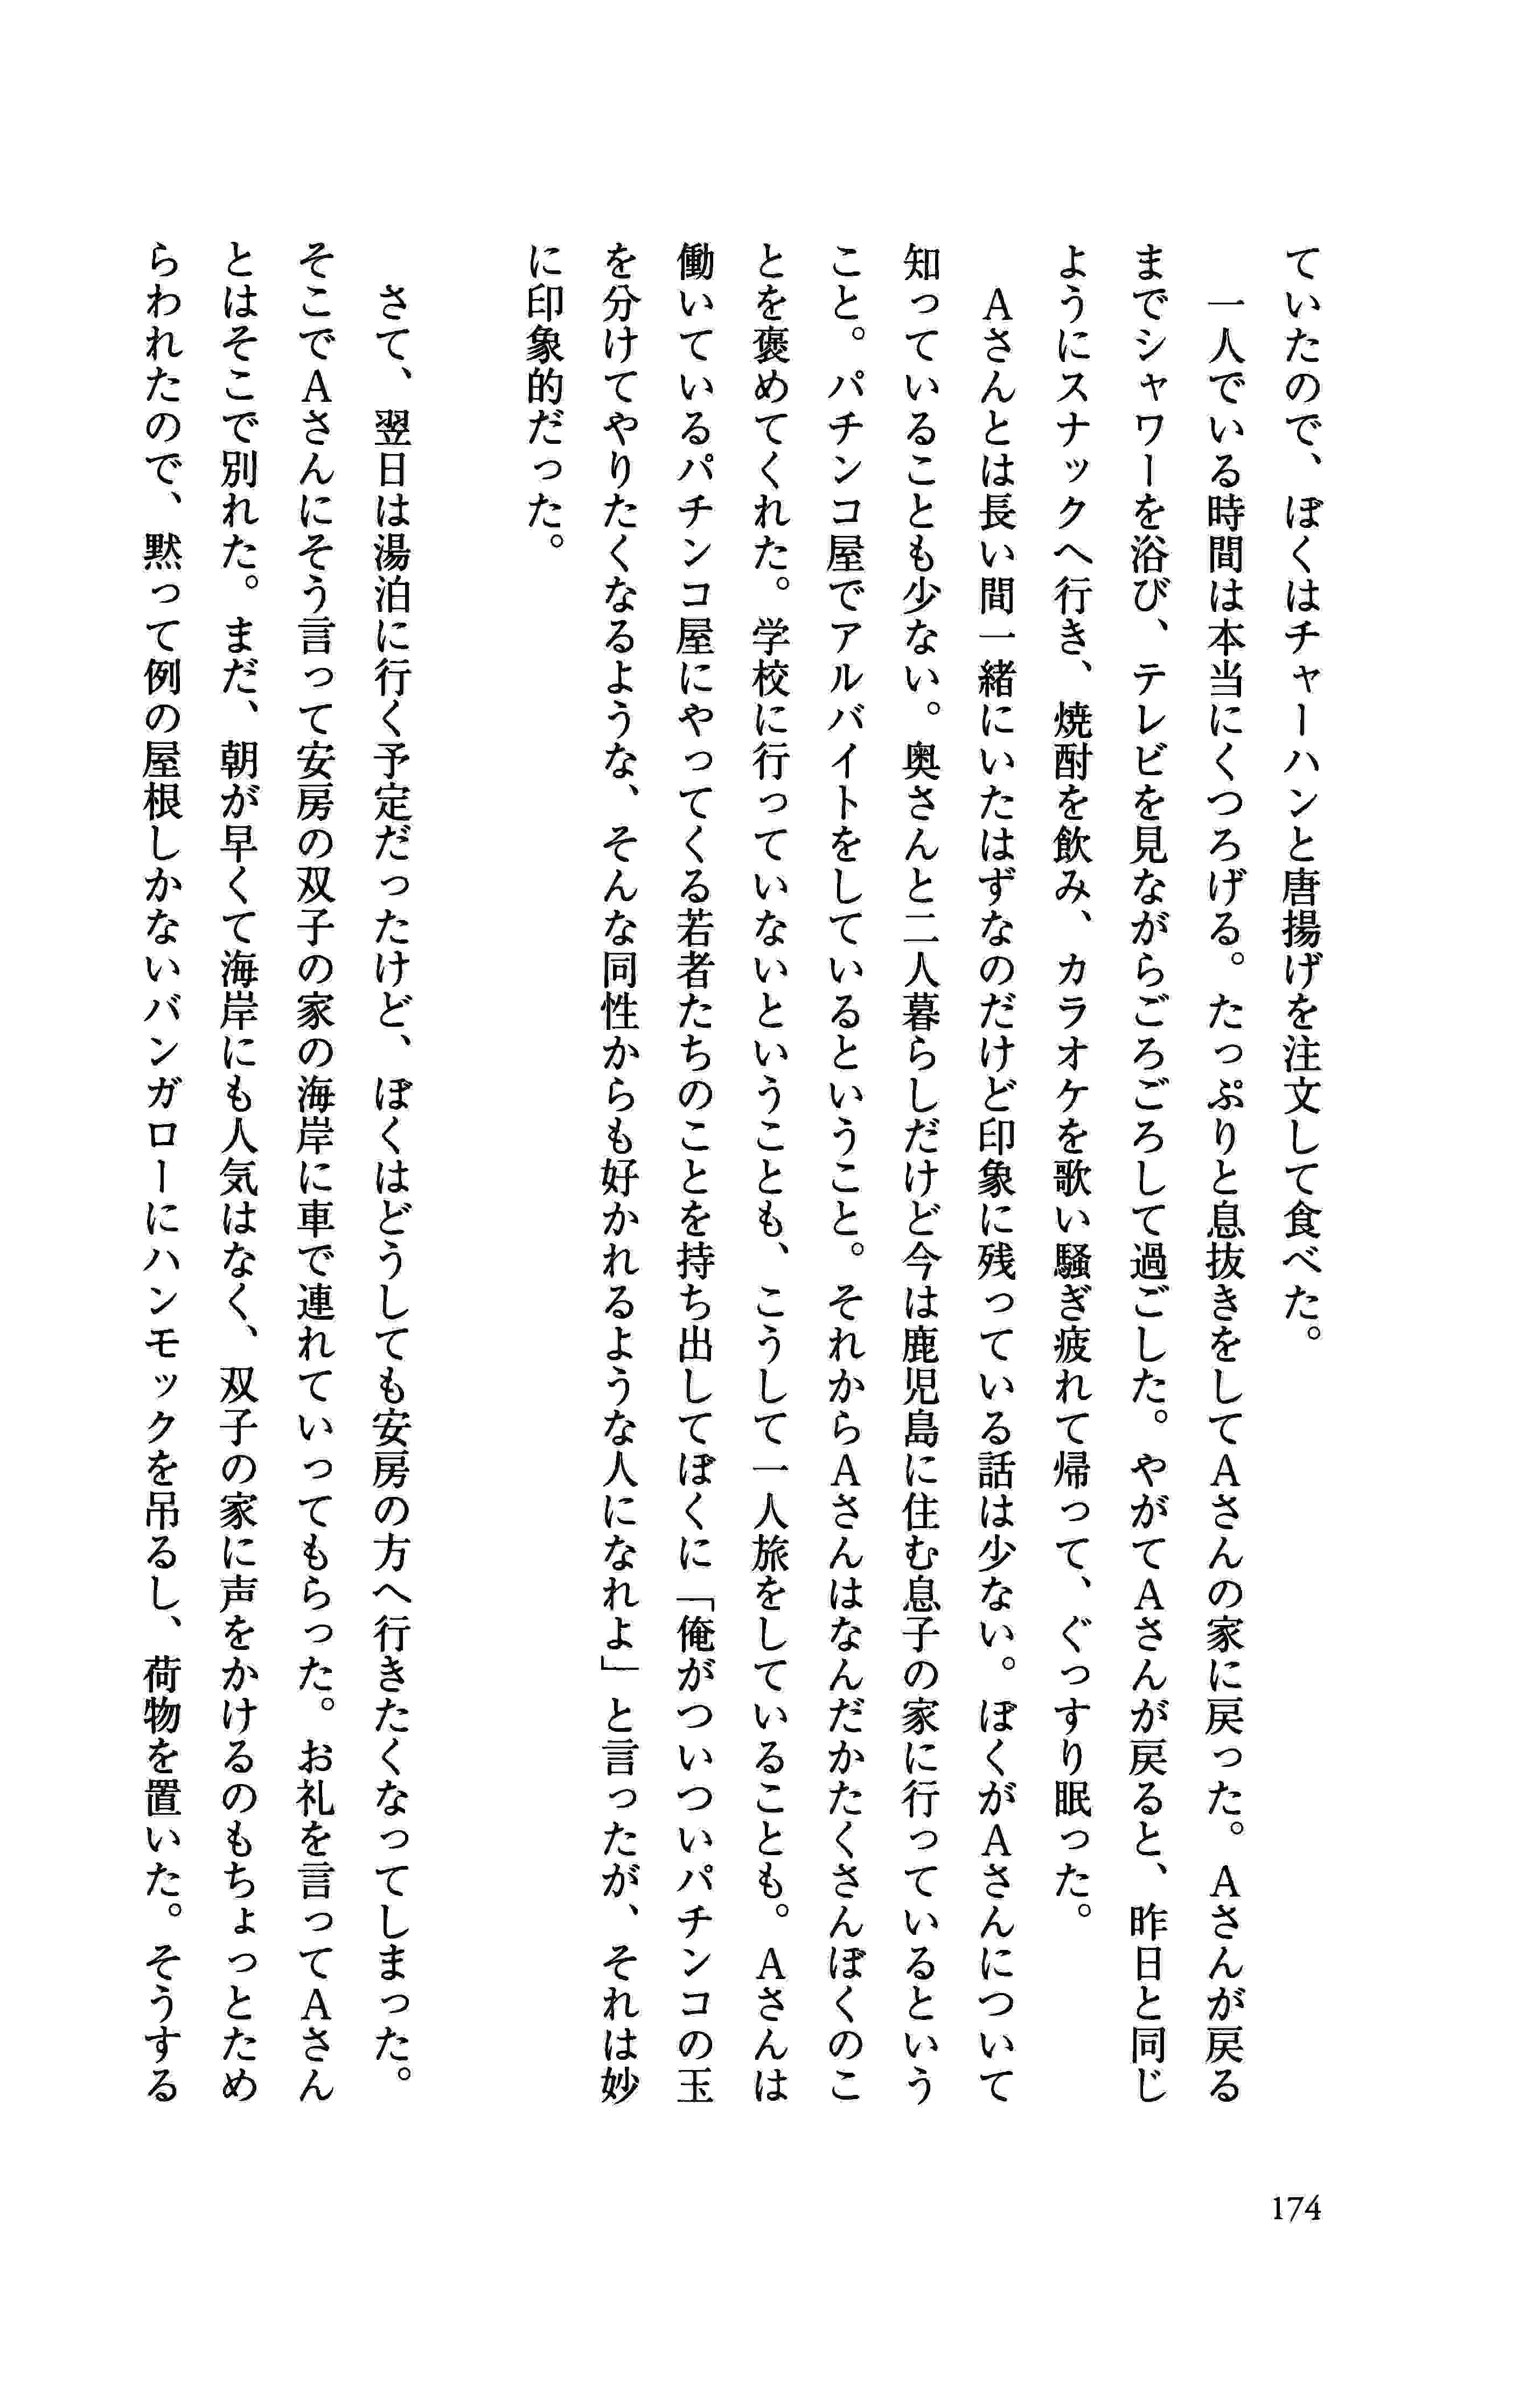 ていたので、ぼくはチャーハンと唐揚げを注文して食べた。
一人でいる時間は本当にくつろげる。たっぷりと息抜きをしてAさんの家に戻った。Aさんが戻る
までシャワーを浴び、テレビを見ながらごろごろして過ごした。やがてAさんが戻ると、昨日と同じ
ようにスナックへ行き、焼酎を飲み、カラオケを歌い騒ぎ疲れて帰って、ぐっすり眠った。
Aさんとは長い間一緒にいたはずなのだけど印象に残っている話は少ない。ぼくがAさんについて
知っていることも少ない。奥さんと二人暮らしだけど今は鹿児島に住む息子の家に行っているという
こと。パチンコ屋でアルバイトをしているということ。それからAさんはなんだかたくさんぼくのこ
とを褒めてくれた。学校に行っていないということも、こうして一人旅をしていることも。Aさんは
働いているパチンコ屋にやってくる若者たちのことを持ち出してぼくに「俺がついついパチンコの玉
を分けてやりたくなるような、そんな同性からも好かれるような人になれよ」と言ったが、それは妙
に印象的だった。
さて、翌日は湯泊に行く予定だったけど、ぼくはどうしても安房の方へ行きたくなってしまった。
そこでAさんにそう言って安房の双子の家の海岸に車で連れていってもらった。お礼を言ってAさん
とはそこで別れた。まだ、朝が早くて海岸にも人気はなく、双子の家に声をかけるのもちょっとため
らわれたので、黙って例の屋根しかないバンガローにハンモックを吊るし、荷物を置いた。そうする
174